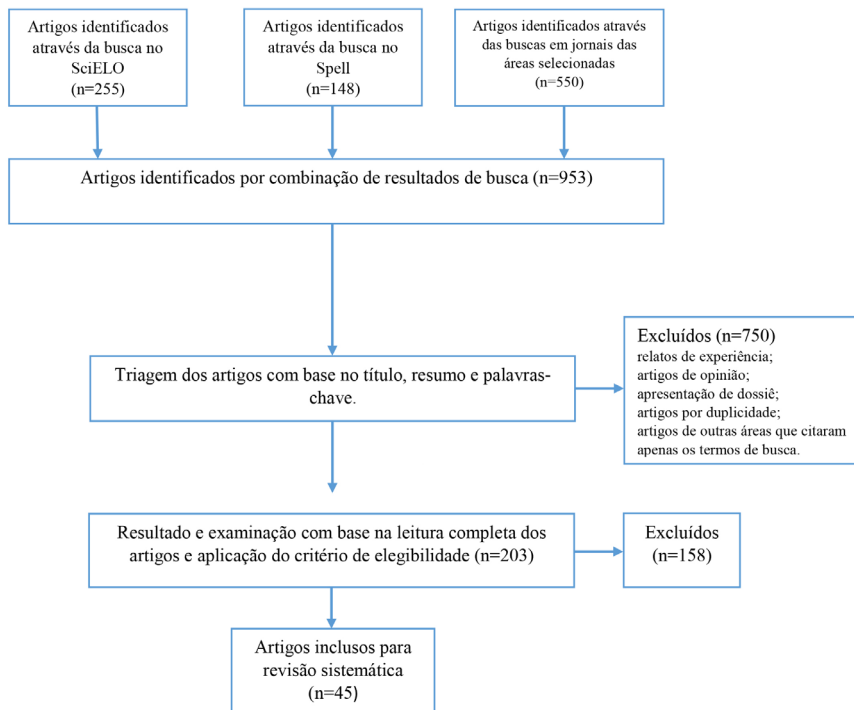 Artigos identificados
através da busca no
SciELO
(n=255)
Artigos identificados
através da busca no
Spell
(n=148)
Artigos identificados através
das buscas em jornais das
áreas selecionadas
(n=550)
Artigos identificados por combinação de resultados de busca (n=953)
Triagem dos artigos com base no título, resumo e palavras-
chave.
Excluídos (n=750)
relatos de experiência;
artigos de opinião;
apresentação de dossiê;
artigos por duplicidade;
artigos de outras áreas que citaram
apenas os termos de busca.
Resultado e examinação com base na leitura completa dos
artigos e aplicação do critério de elegibilidade (n=203)
Excluídos
(n=158)
Artigos inclusos para
revisão sistemática
(n=45)